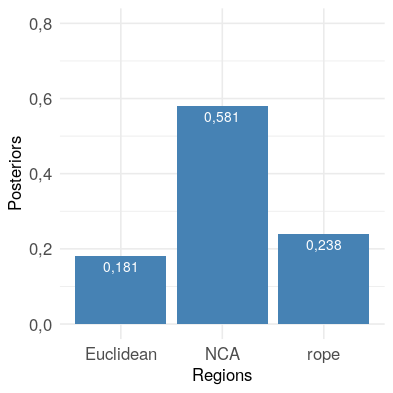 0,8
0,6
0,4
0,2
0,0
Posteriors
0,181
0,581
0,238
Euclidean
NCA
rope
Regions